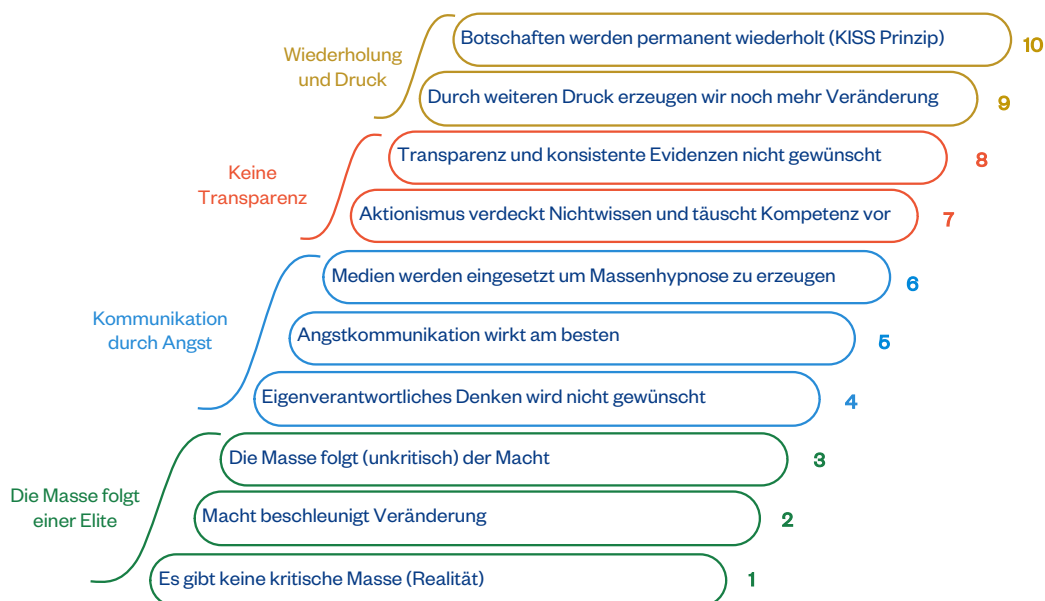 Wiederholung
und Druck
Botschaften werden permanent wiederholt (KISS Prinzip)
10
Durch weiteren Druck erzeugen wir noch mehr Veränderung
9
Keine
Transparenz
Transparenz und konsistente Evidenzen nicht gewünscht
8
Aktionismus verdeckt Nichtwissen und täuscht Kompetenz vor
7
Kommunikation
durch Angst
Medien werden eingesetzt um Massenhypnose zu erzeugen
6
Angstkommunikation wirkt am besten
5
Eigenverantwortliches Denken wird nicht gewünscht
4
Die Masse folgt
einer Elite
Die Masse folgt (unkritisch) der Macht
3
Macht beschleunigt Veränderung
2
Es gibt keine kritische Masse (Realität)
1